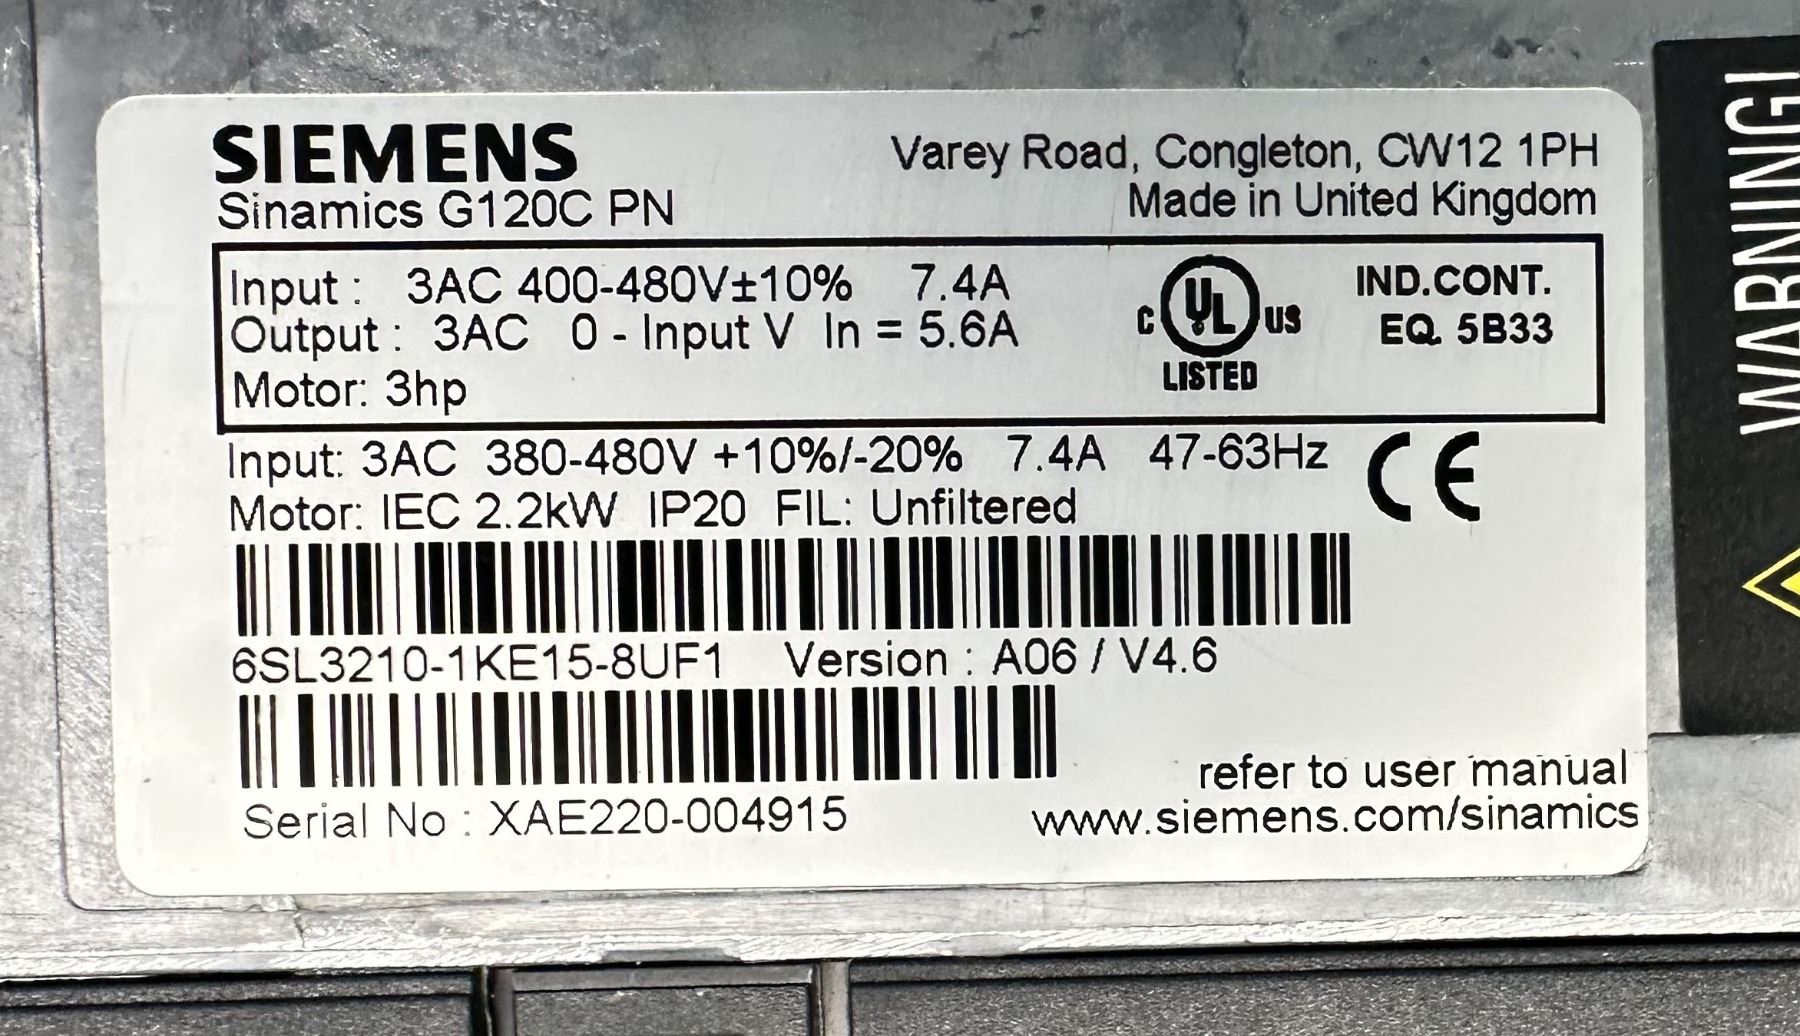 SIEMENS
Sinamics G120C PN
Varey Road, Congleton, CW12 1PH
Made in United Kingdom
Input : 3AC 400-480V±10% 7.4A
Output : 3AC 0 - Input V In = 5.6A
Motor: 3hp
C UL US
LISTED
IND.CONT.
EQ. 5B33
Input: 3AC 380-480V +10%/-20% 7.4A 47-63Hz
Motor: IEC 2.2kW IP20 FIL: Unfiltered
CE
6SL3210-1KE15-8UF1 Version : A06 / V4.6
Serial No : XAE220-004915
refer to user manual
www.siemens.com/sinamics
WARNING!